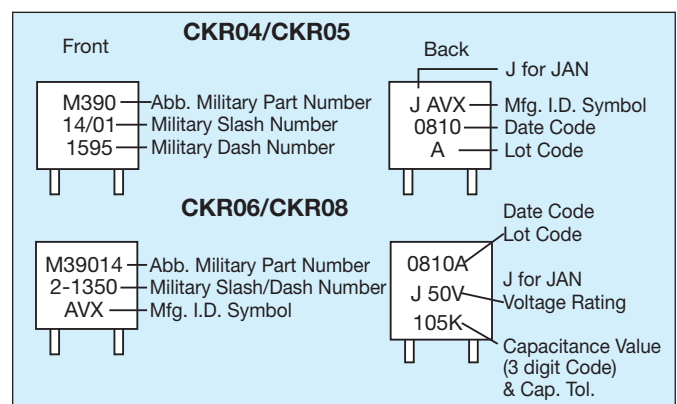 CKR04/CKR05
Front
M390
14/01
1595
Abb. Military Part Number
Military Slash Number
Military Dash Number
Back
J AVX
0810
A
J for JAN
Mfg. I.D. Symbol
Date Code
Lot Code
CKR06/CKR08
M39014
2-1350
AVX
Abb. Military Part Number
Military Slash/Dash Number
Mfg. I.D. Symbol
0810A
J 50V
105K
Date Code
Lot Code
J for JAN
Voltage Rating
Capacitance Value
(3 digit Code)
& Cap. Tol.